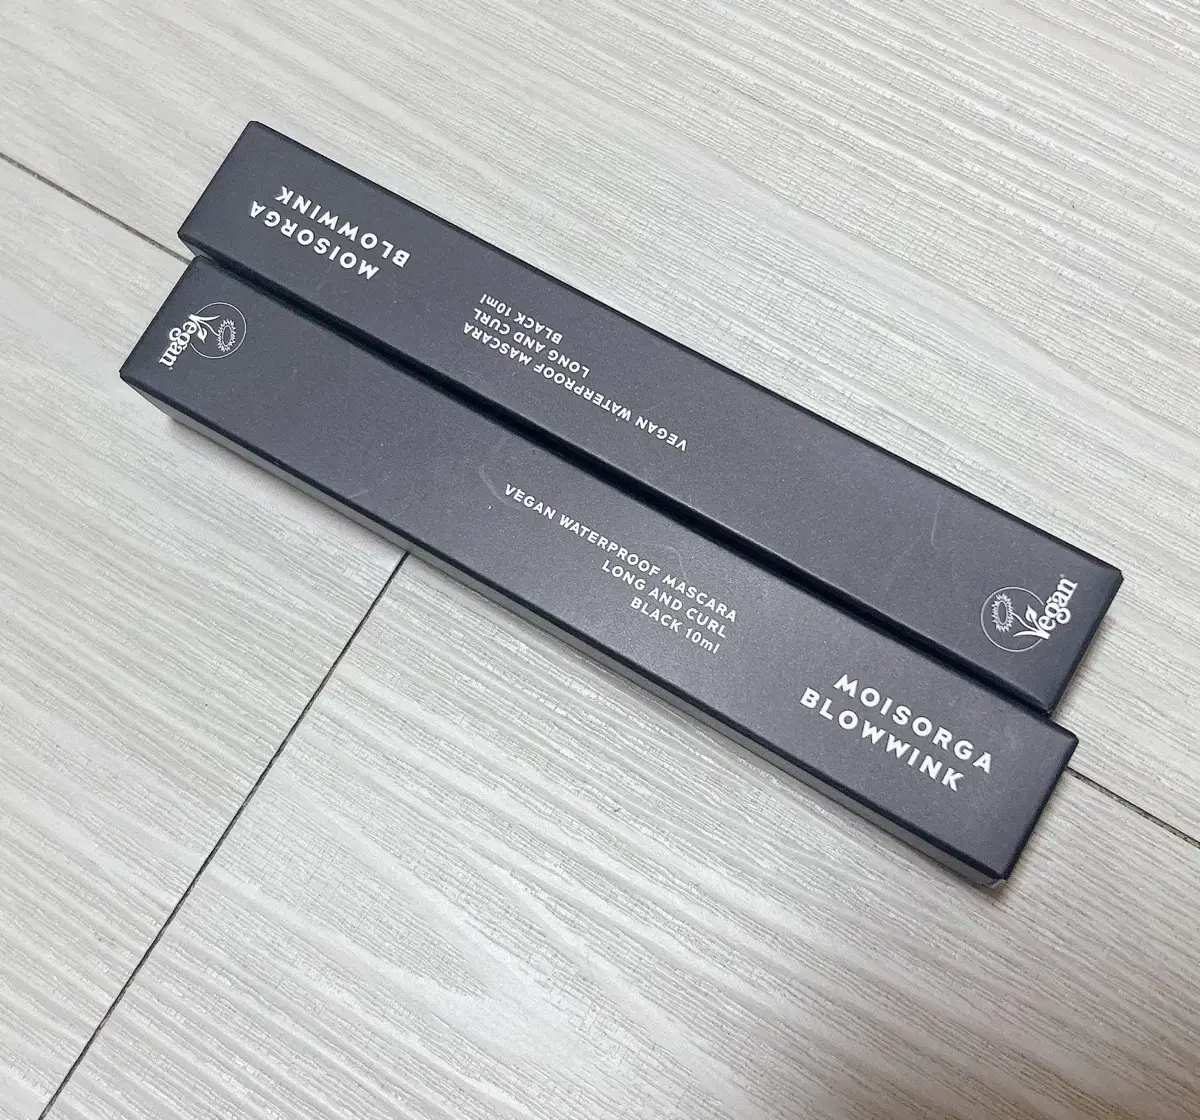 MOISORGA
BLOWWINK
VEGAN WATERPROOF MASCARA
LONG AND CURL
BLACK 10ml
Vegan
Vegan
VEGAN WATERPROOF MASCARA
LONG AND CURL
BLACK 10ml
MOISORGA
BLOWWINK